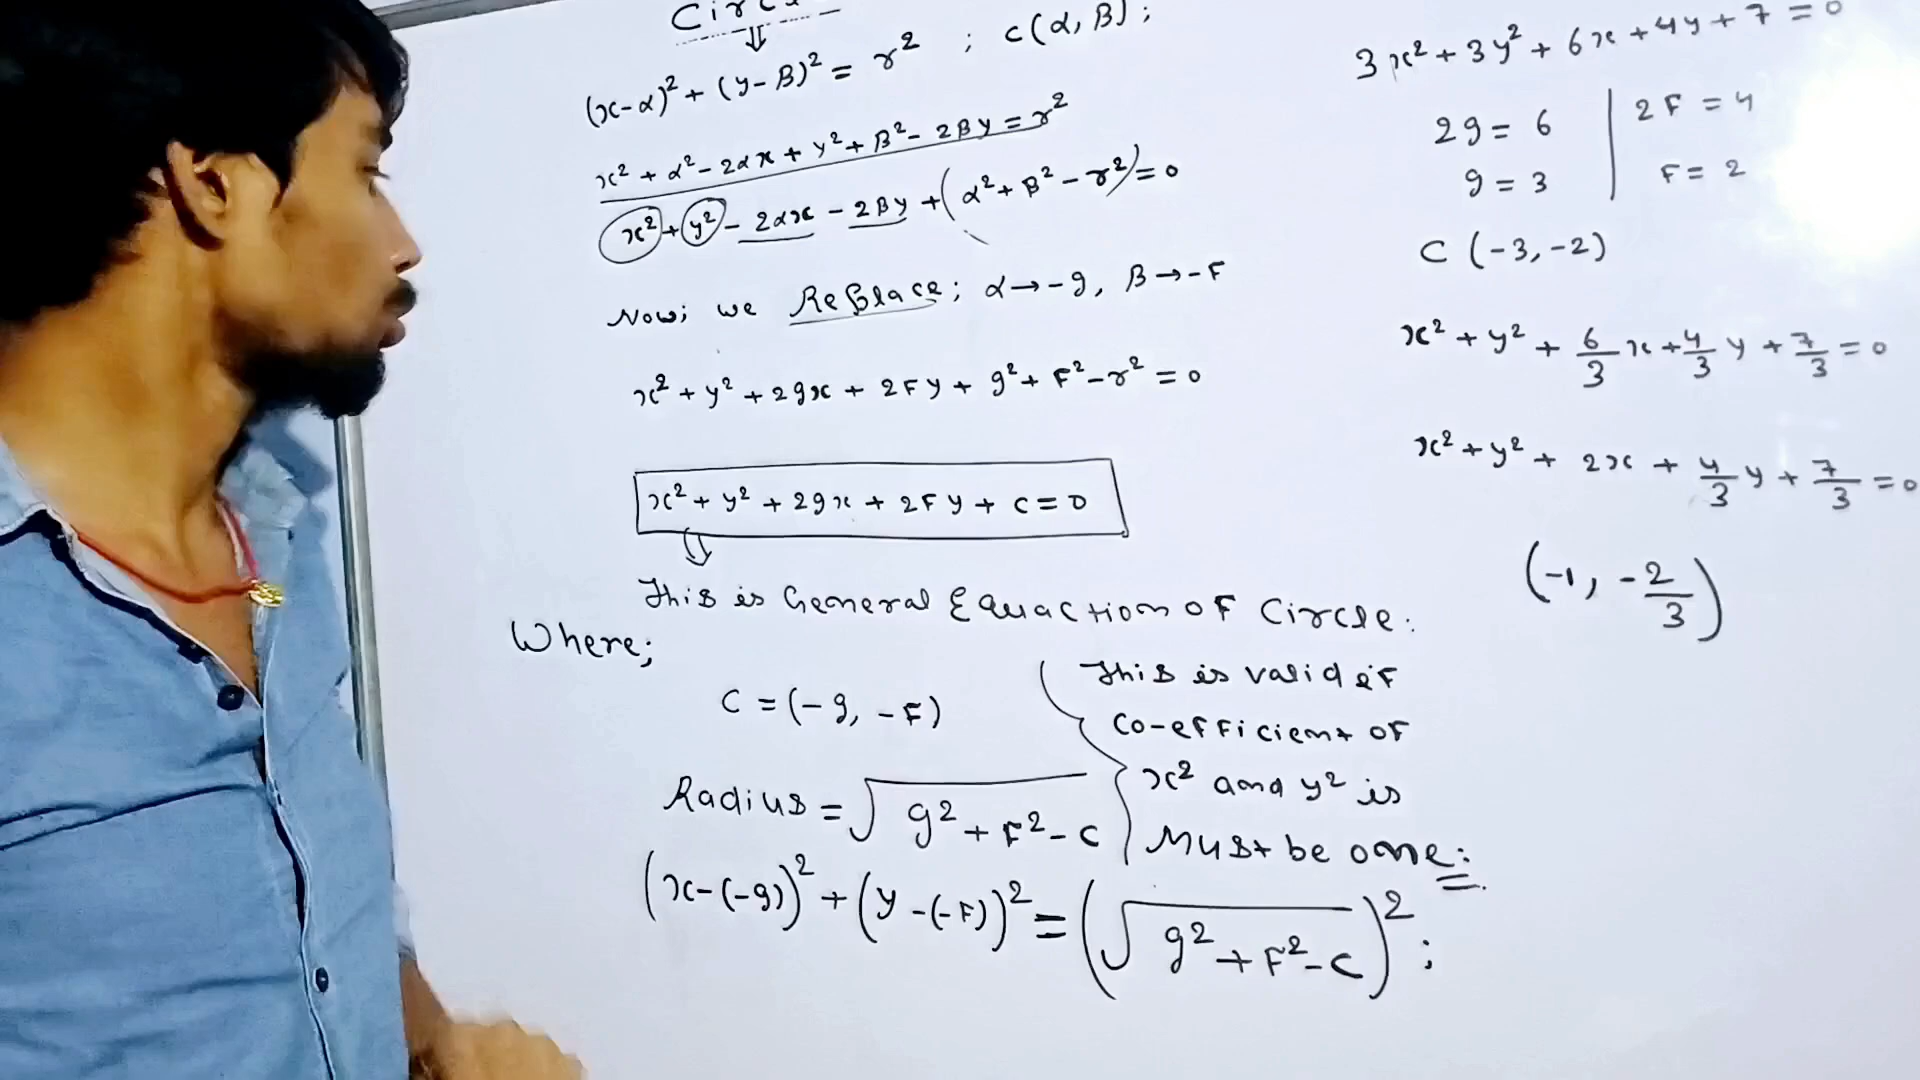 (x-α)² + (y-β)² = r² ; c(α, β) ;
x² + α² - 2αx + y² + β² - 2βy = r²
x² + y² - 2αx - 2βy + (α² + β² - r²) = 0
Now; we Replace; α → -g, β → -F
x² + y² + 2gx + 2Fy + g² + F² - r² = 0
x² + y² + 2gx + 2Fy + c = 0
This is General Equaction OF Circle:
Where;
C = (-g, -F)
Radius = √(g² + F² - c)
This is valid iF
Co-efficient OF
x² and y² is
Must be one:
(x-(-g))² + (y-(-F))² = (√(g² + F² - c))² ;
3x² + 3y² + 6x + 4y + 7 = 0
2g = 6 | 2F = 4
g = 3 | F = 2
C (-3, -2)
x² + y² + 6/3 x + 4/3 y + 7/3 = 0
x² + y² + 2x + 4/3 y + 7/3 = 0
(-1, -2/3)